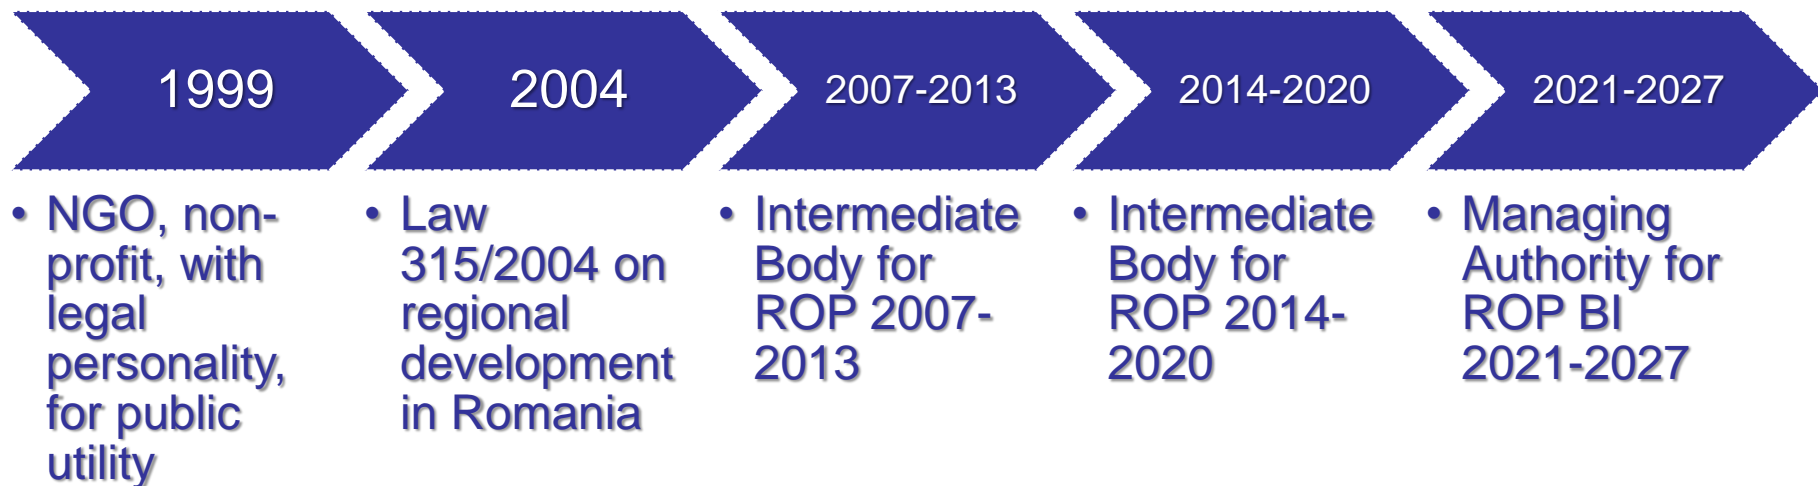 1999
2004
2007-2013
2014-2020
2021-2027
• NGO, non-
profit, with
legal
personality,
for public
utility
• Law
315/2004 on
regional
development
in Romania
• Intermediate
Body for
ROP 2007-
2013
• Intermediate
Body for
ROP 2014-
2020
• Managing
Authority for
ROP BI
2021-2027